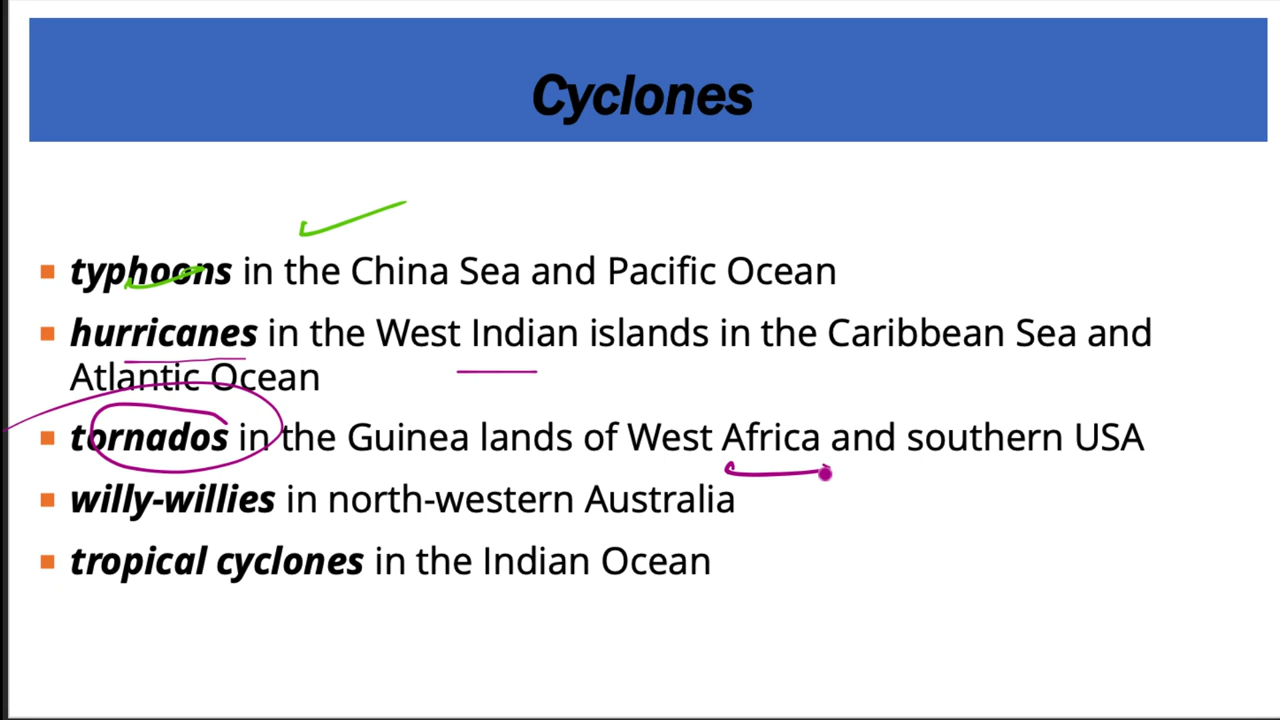 Cyclones
typhoons in the China Sea and Pacific Ocean
hurricanes in the West Indian islands in the Caribbean Sea and
Atlantic Ocean
tornados in the Guinea lands of West Africa and southern USA
willy-willies in north-western Australia
tropical cyclones in the Indian Ocean